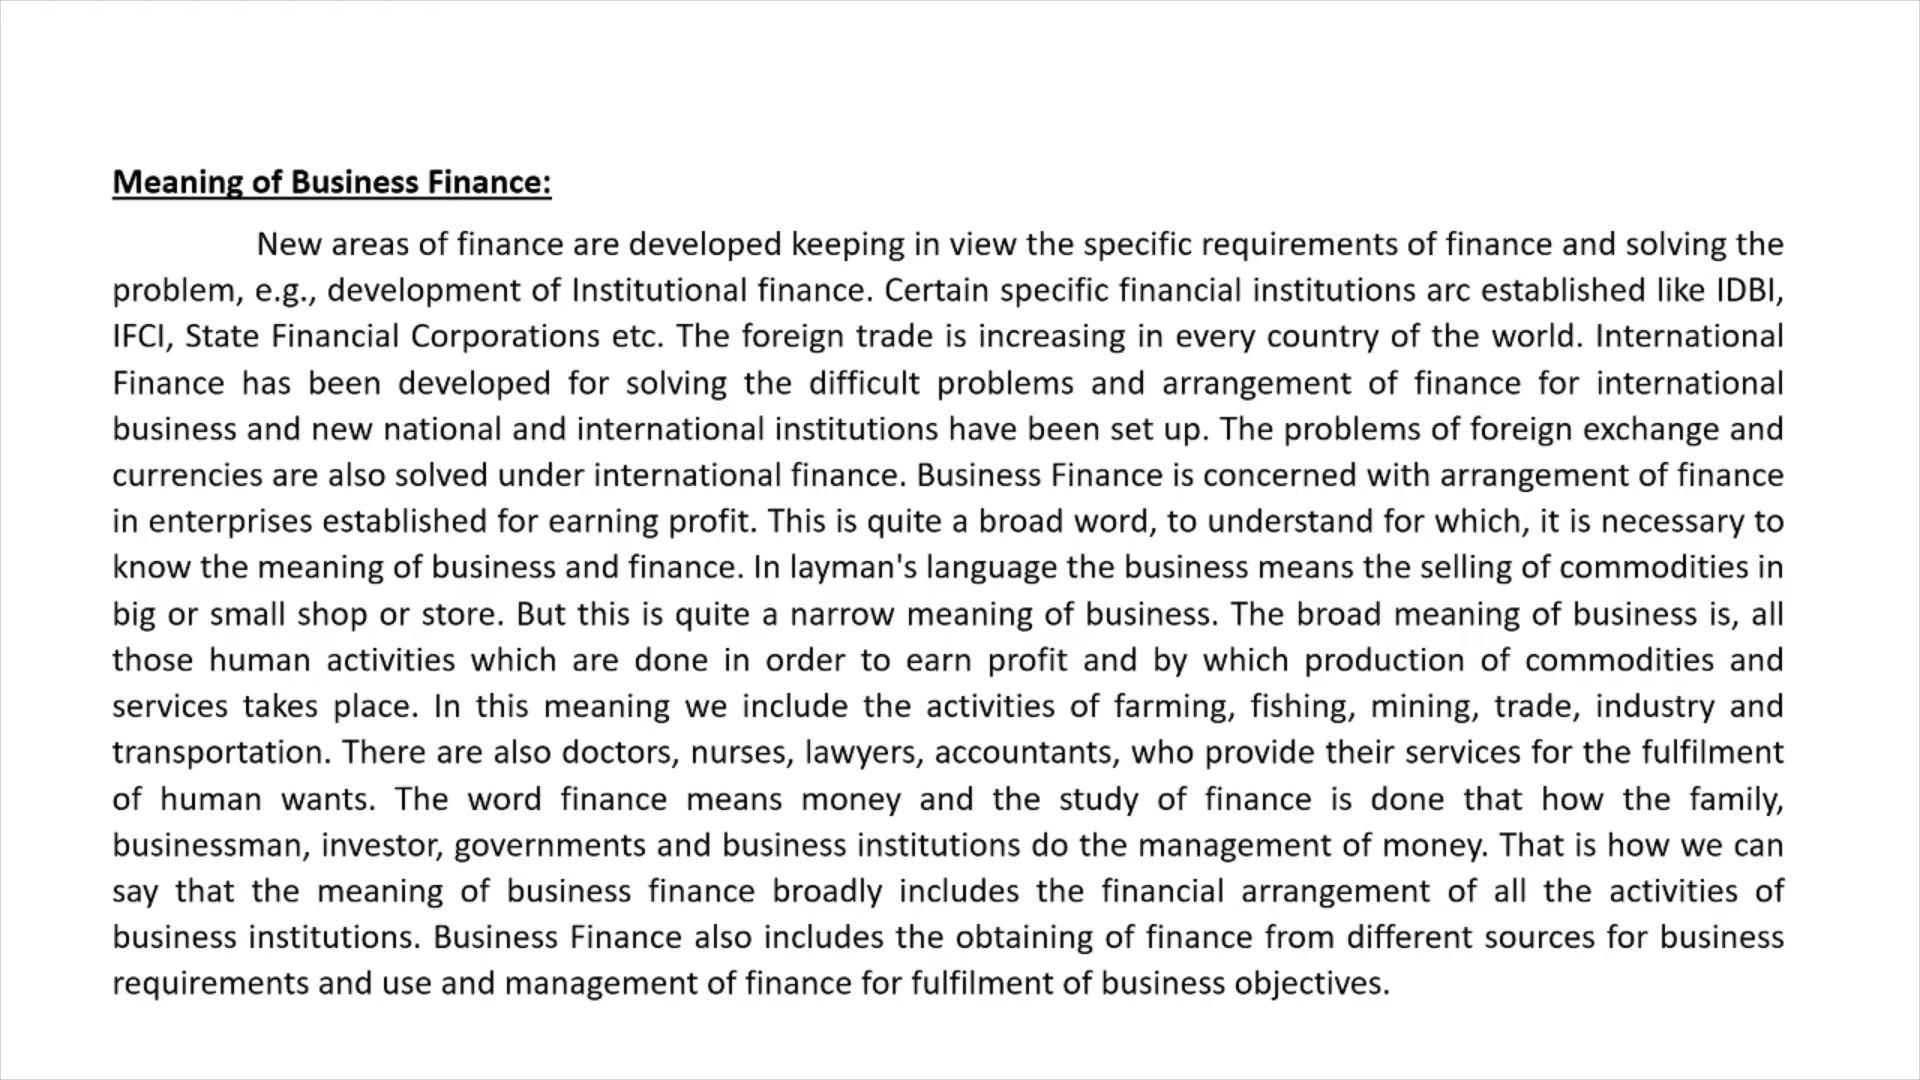 Meaning of Business Finance:
New areas of finance are developed keeping in view the specific requirements of finance and solving the
problem, e.g., development of Institutional finance. Certain specific financial institutions arc established like IDBI,
IFCI, State Financial Corporations etc. The foreign trade is increasing in every country of the world. International
Finance has been developed for solving the difficult problems and arrangement of finance for international
business and new national and international institutions have been set up. The problems of foreign exchange and
currencies are also solved under international finance. Business Finance is concerned with arrangement of finance
in enterprises established for earning profit. This is quite a broad word, to understand for which, it is necessary to
know the meaning of business and finance. In layman's language the business means the selling of commodities in
big or small shop or store. But this is quite a narrow meaning of business. The broad meaning of business is, all
those human activities which are done in order to earn profit and by which production of commodities and
services takes place. In this meaning we include the activities of farming, fishing, mining, trade, industry and
transportation. There are also doctors, nurses, lawyers, accountants, who provide their services for the fulfilment
of human wants. The word finance means money and the study of finance is done that how the family,
businessman, investor, governments and business institutions do the management of money. That is how we can
say that the meaning of business finance broadly includes the financial arrangement of all the activities of
business institutions. Business Finance also includes the obtaining of finance from different sources for business
requirements and use and management of finance for fulfilment of business objectives.